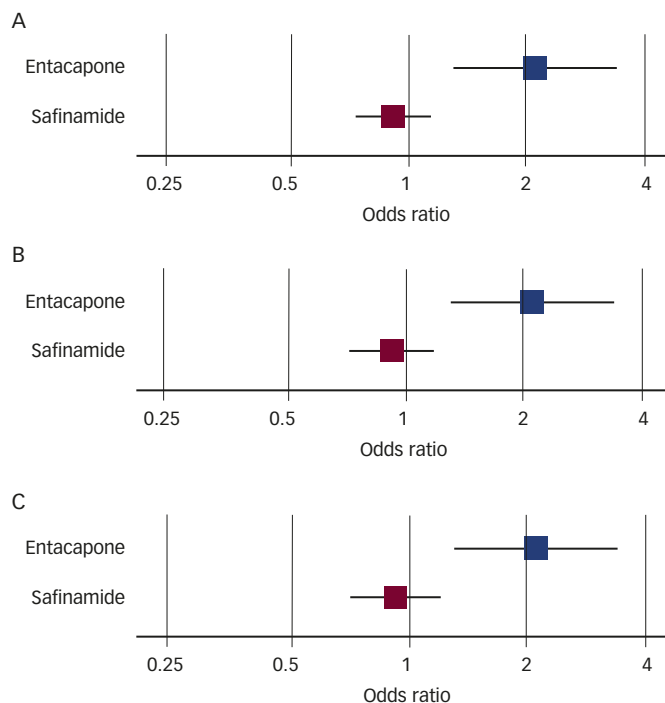 A
Entacapone
Safinamide
0.25 0.5 1 2 4
Odds ratio
B
Entacapone
Safinamide
0.25 0.5 1 2 4
Odds ratio
C
Entacapone
Safinamide
0.25 0.5 1 2 4
Odds ratio